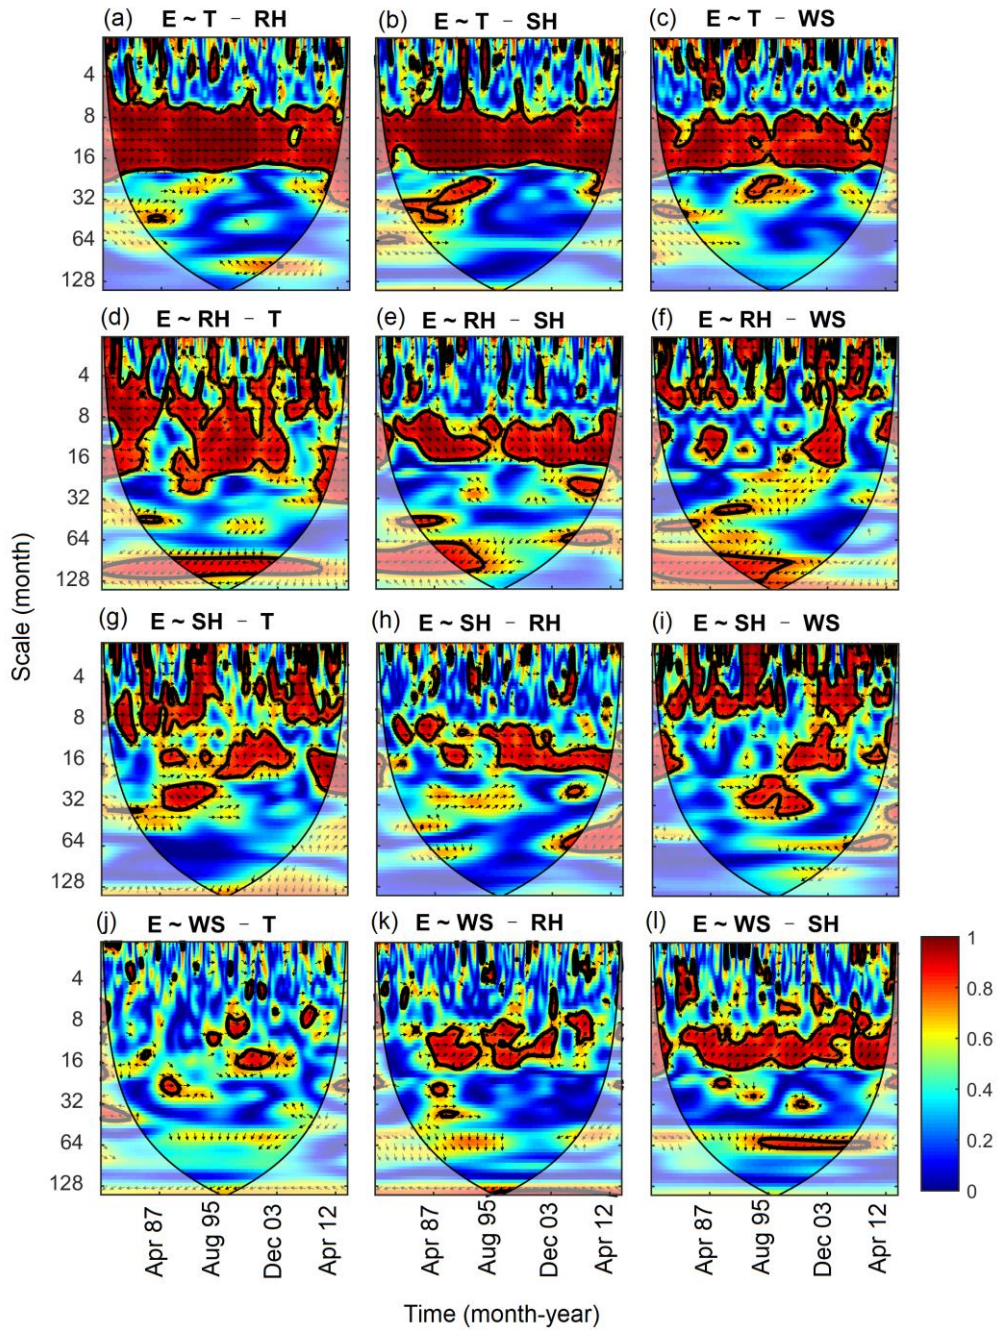 (a) E ~ T - RH
(b) E ~ T - SH
(c) E ~ T - WS
4
8
16
32
64
128
(d) E ~ RH - T
(e) E ~ RH - SH
(f) E ~ RH - WS
4
8
16
32
64
128
Scale (month)
(g) E ~ SH - T
(h) E ~ SH - RH
(i) E ~ SH - WS
4
8
16
32
64
128
(j) E ~ WS - T
(k) E ~ WS - RH
(l) E ~ WS - SH
4
8
16
32
64
128
1
0.8
0.6
0.4
0.2
0
Apr 87
Aug 95
Dec 03
Apr 12
Apr 87
Aug 95
Dec 03
Apr 12
Apr 87
Aug 95
Dec 03
Apr 12
Time (month-year)